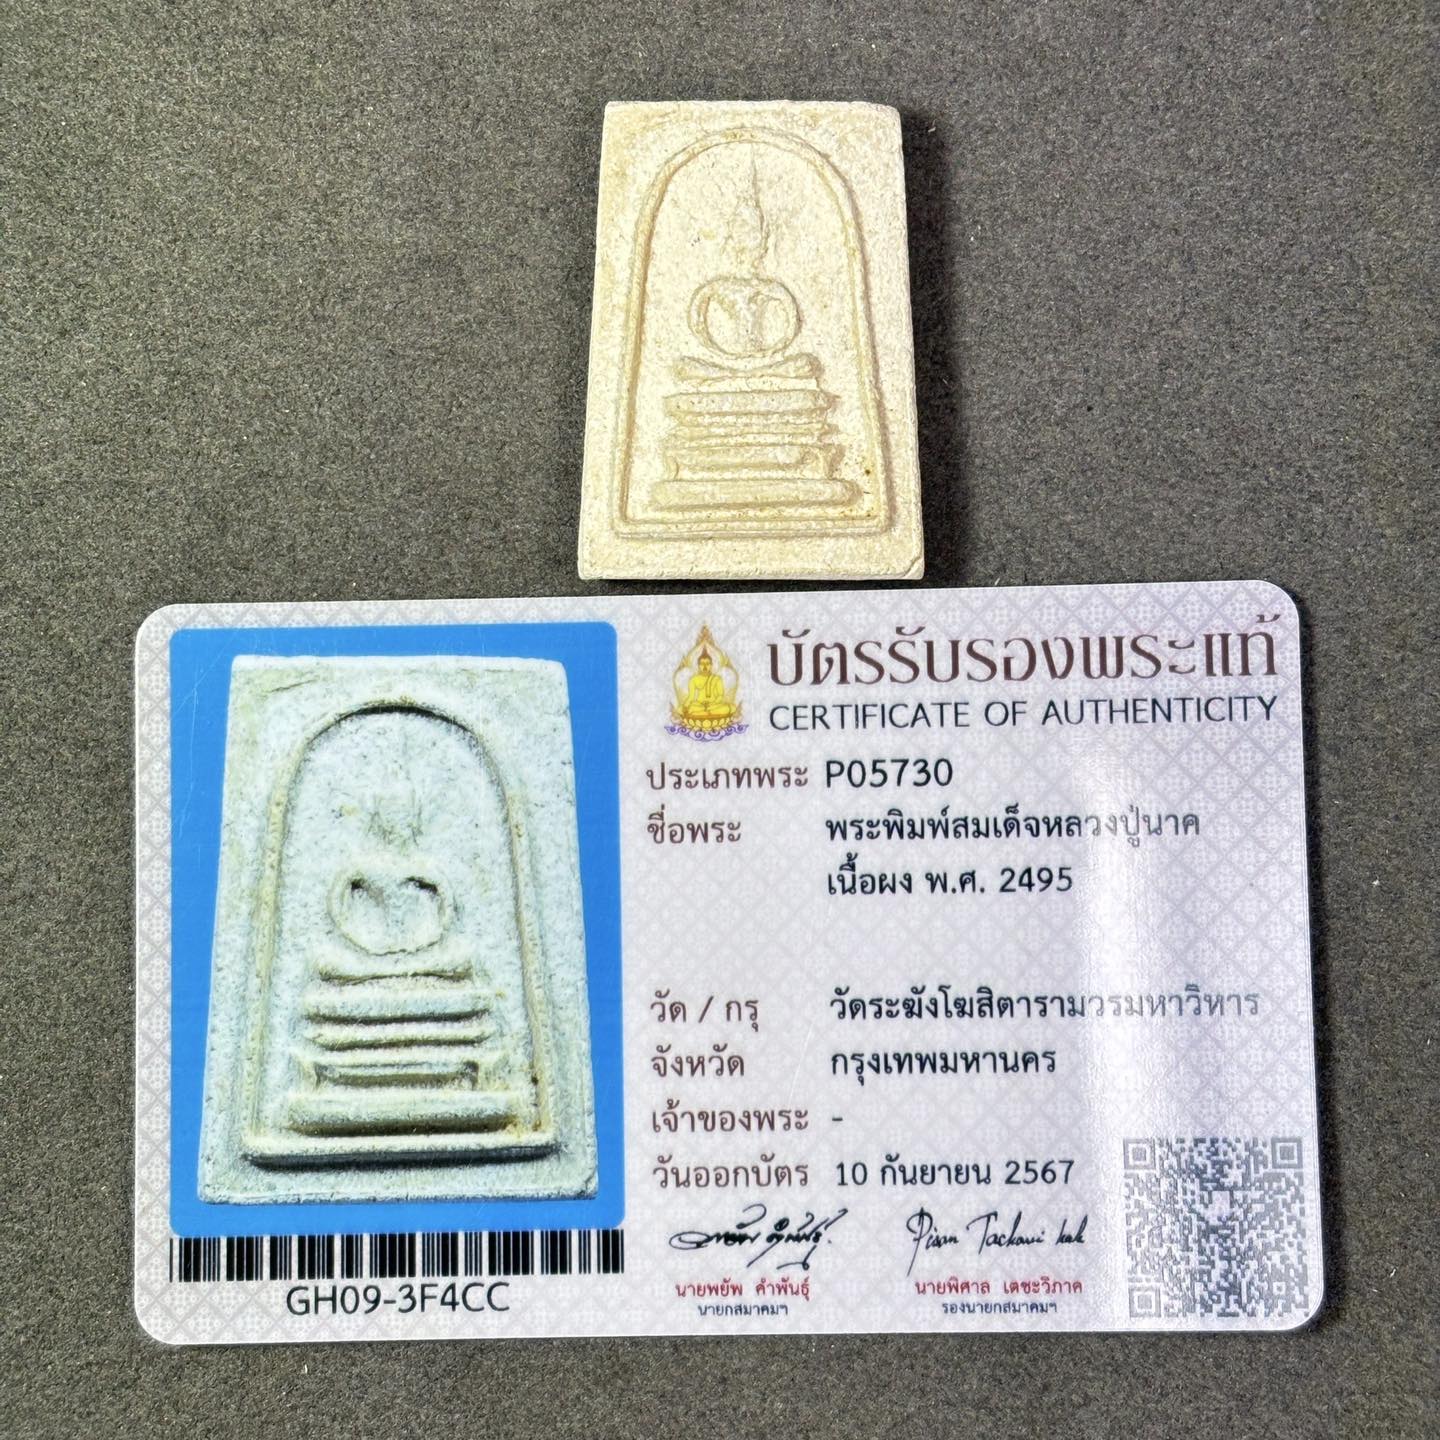 บัตรรับรองพระแท้
CERTIFICATE OF AUTHENTICITY
ประเภทพระ P05730
ชื่อพระ พระพิมพ์สมเด็จหลวงปู่นาค
เนื้อผง พ.ศ. 2495
วัด / กรุ วัดระฆังโฆสิตารามวรมหาวิหาร
จังหวัด กรุงเทพมหานคร
เจ้าของพระ -
วันออกบัตร 10 กันยายน 2567
นายพยัพ คำพันธุ์
นายกสมาคมฯ
Pisan Tachawi
นายพิศาล เตชะวิภาค
รองนายกสมาคมฯ
GH09-3F4CC